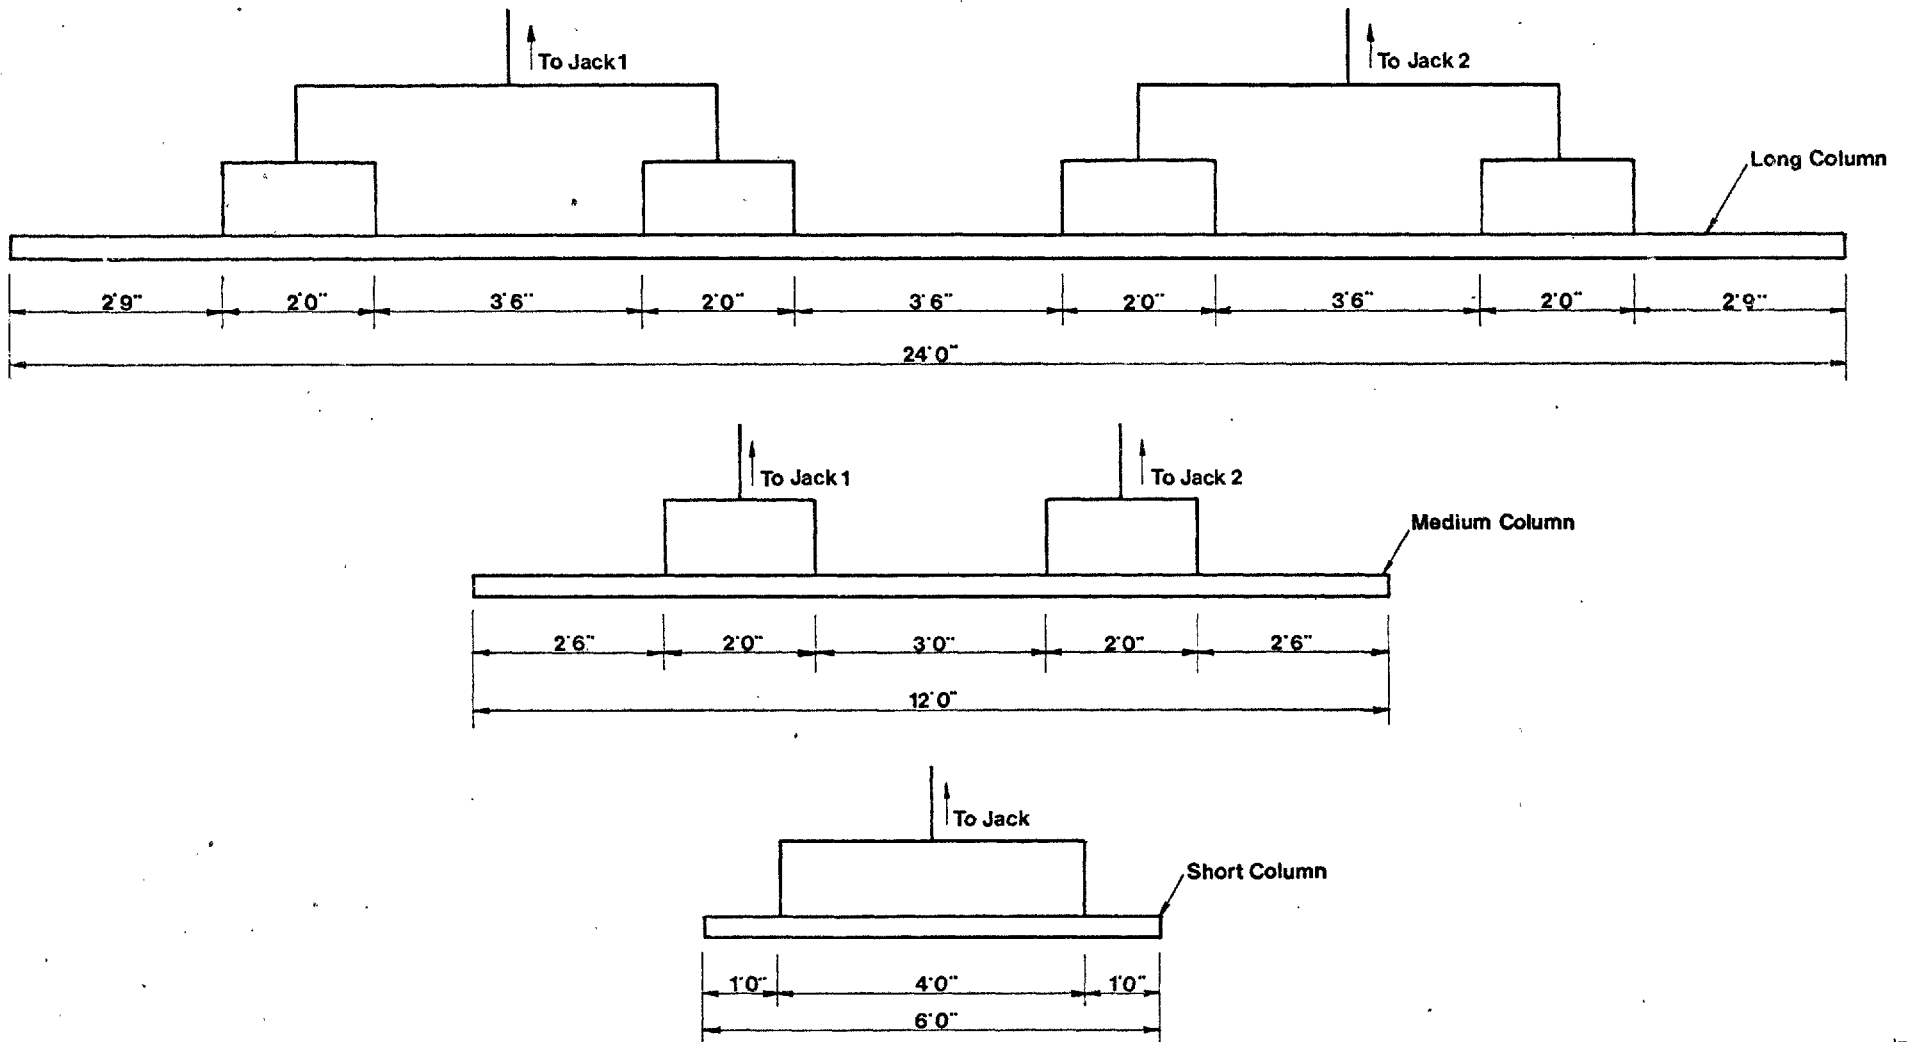 To Jack 1
To Jack 2
Long Column
2'9" 2'0" 3'6" 2'0" 3'6" 2'0" 3'6" 2'0" 2'9"
24'0"
To Jack 1
To Jack 2
Medium Column
2'6" 2'0" 3'0" 2'0" 2'6"
12'0"
To Jack
Short Column
1'0" 4'0" 1'0"
6'0"